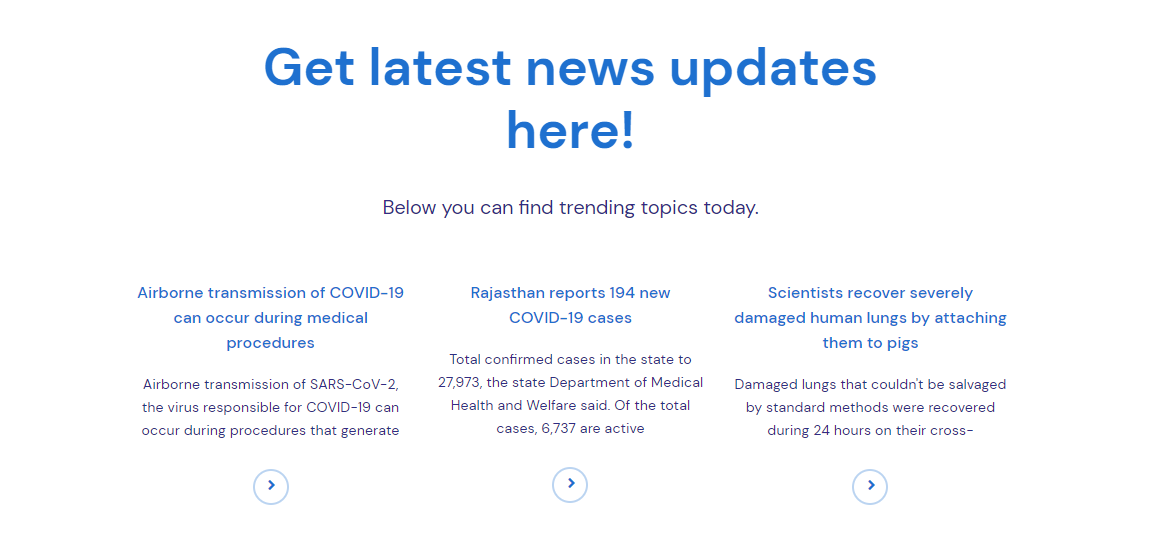 Get latest news updates
here!
Below you can find trending topics today.
Airborne transmission of COVID-19
can occur during medical
procedures
Airborne transmission of SARS-CoV-2,
the virus responsible for COVID-19 can
occur during procedures that generate
Rajasthan reports 194 new
COVID-19 cases
Total confirmed cases in the state to
27,973, the state Department of Medical
Health and Welfare said. Of the total
cases, 6,737 are active
Scientists recover severely
damaged human lungs by attaching
them to pigs
Damaged lungs that couldn't be salvaged
by standard methods were recovered
during 24 hours on their cross-